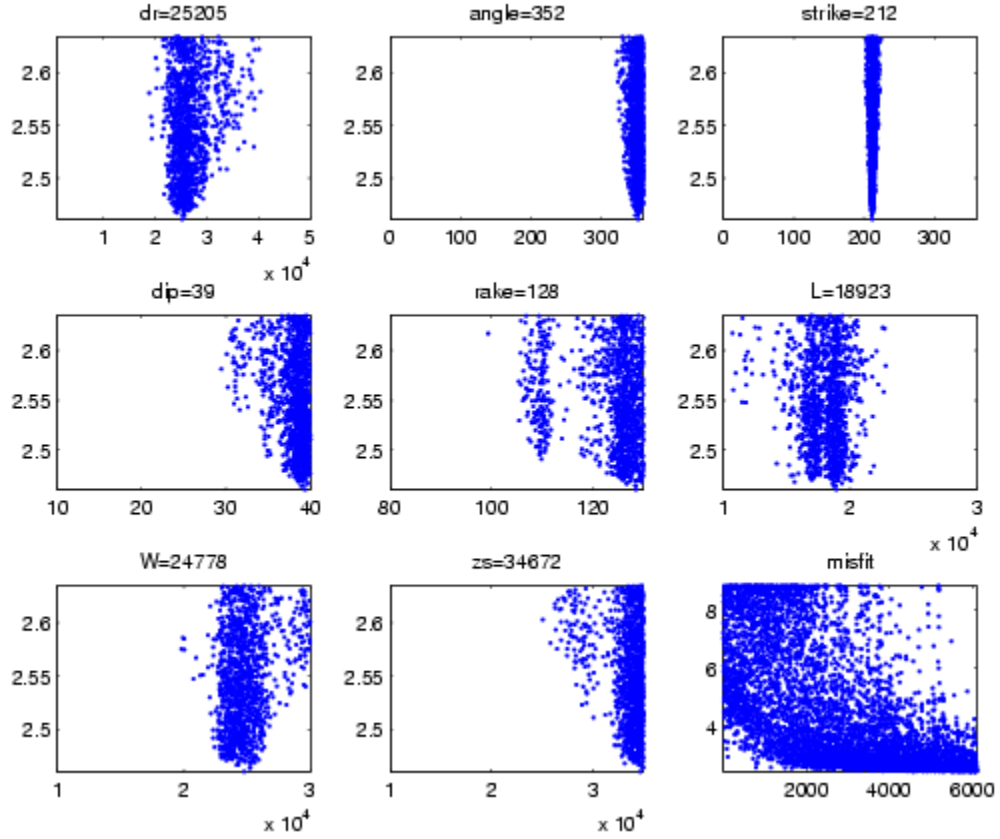 dr=25205
angle=352
strike=212
2.6
2.55
2.5
1 2 3 4 5
x 10^4
2.6
2.55
2.5
0 100 200 300
2.6
2.55
2.5
0 100 200 300
dip=39
rake=128
L=18923
2.6
2.55
2.5
10 20 30 40
2.6
2.55
2.5
80 100 120
2.6
2.55
2.5
1 2 3
x 10^4
W=24778
zs=34672
misfit
2.6
2.55
2.5
1 2 3
x 10^4
2.6
2.55
2.5
1 2 3
x 10^4
8
6
4
2000 4000 6000